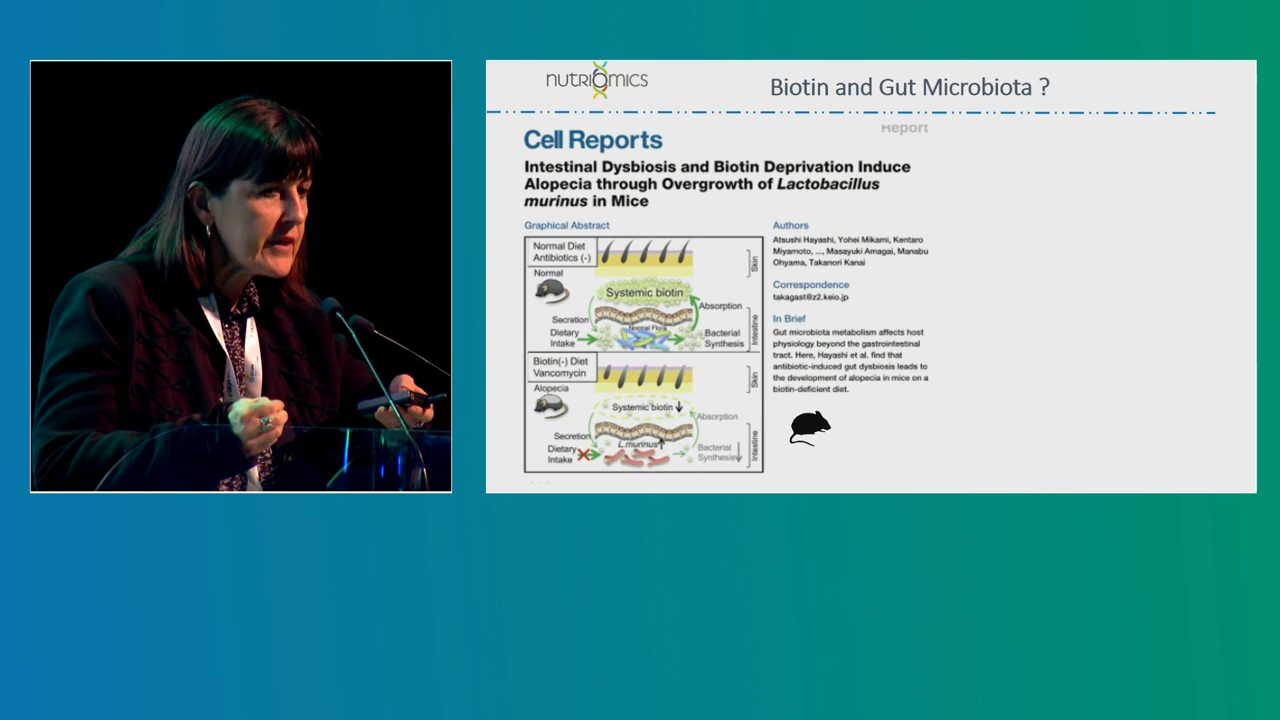 nutriOmics
Biotin and Gut Microbiota ?
Report
Cell Reports
Intestinal Dysbiosis and Biotin Deprivation Induce
Alopecia through Overgrowth of Lactobacillus
murinus in Mice
Graphical Abstract
Normal Diet
Antibiotics (-)
Normal
Skin
Systemic biotin
Absorption
Secretion
Normal Flora
Dietary
Intake
Bacterial
Synthesis
Intestine
Biotin(-) Diet
Vancomycin
Alopecia
Skin
Systemic biotin
Absorption
Secretion
L.murinus
Dietary
Intake
Bacterial
Synthesis
Intestine
Authors
Atsushi Hayashi, Yohei Mikami, Kentaro
Miyamoto, ..., Masayuki Amagai, Manabu
Ohyama, Takanori Kanai
Correspondence
takagast@z2.keio.jp
In Brief
Gut microbiota metabolism affects host
physiology beyond the gastrointestinal
tract. Here, Hayashi et al. find that
antibiotic-induced gut dysbiosis leads to
the development of alopecia in mice on a
biotin-deficient diet.